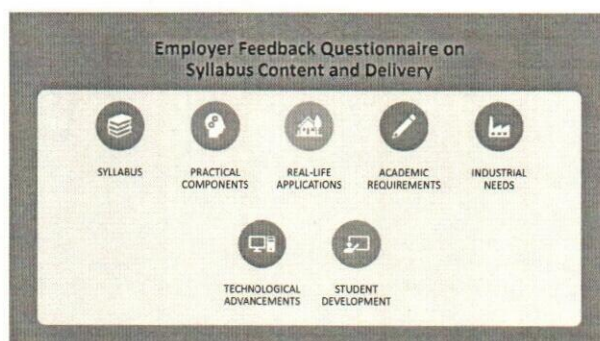 Employer Feedback Questionnaire on
Syllabus Content and Delivery
SYLLABUS
PRACTICAL
COMPONENTS
REAL-LIFE
APPLICATIONS
ACADEMIC
REQUIREMENTS
INDUSTRIAL
NEEDS
TECHNOLOGICAL
ADVANCEMENTS
STUDENT
DEVELOPMENT